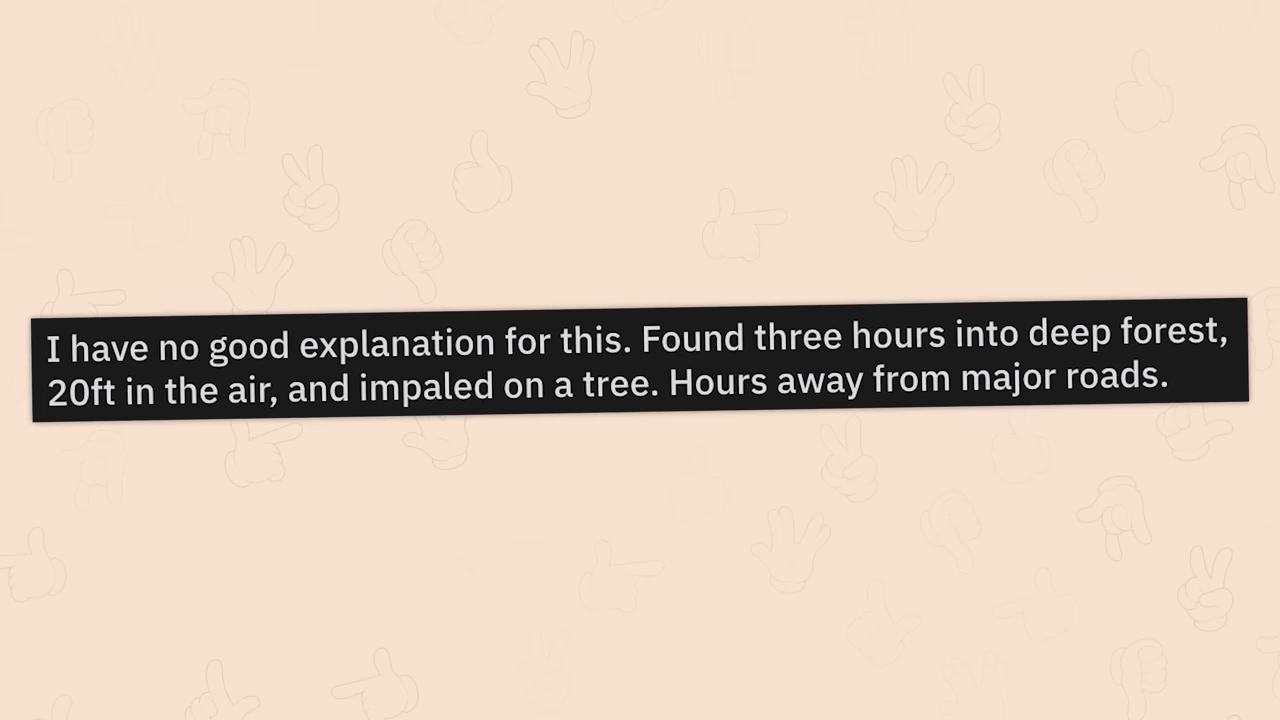 I have no good explanation for this. Found three hours into deep forest,
20ft in the air, and impaled on a tree. Hours away from major roads.